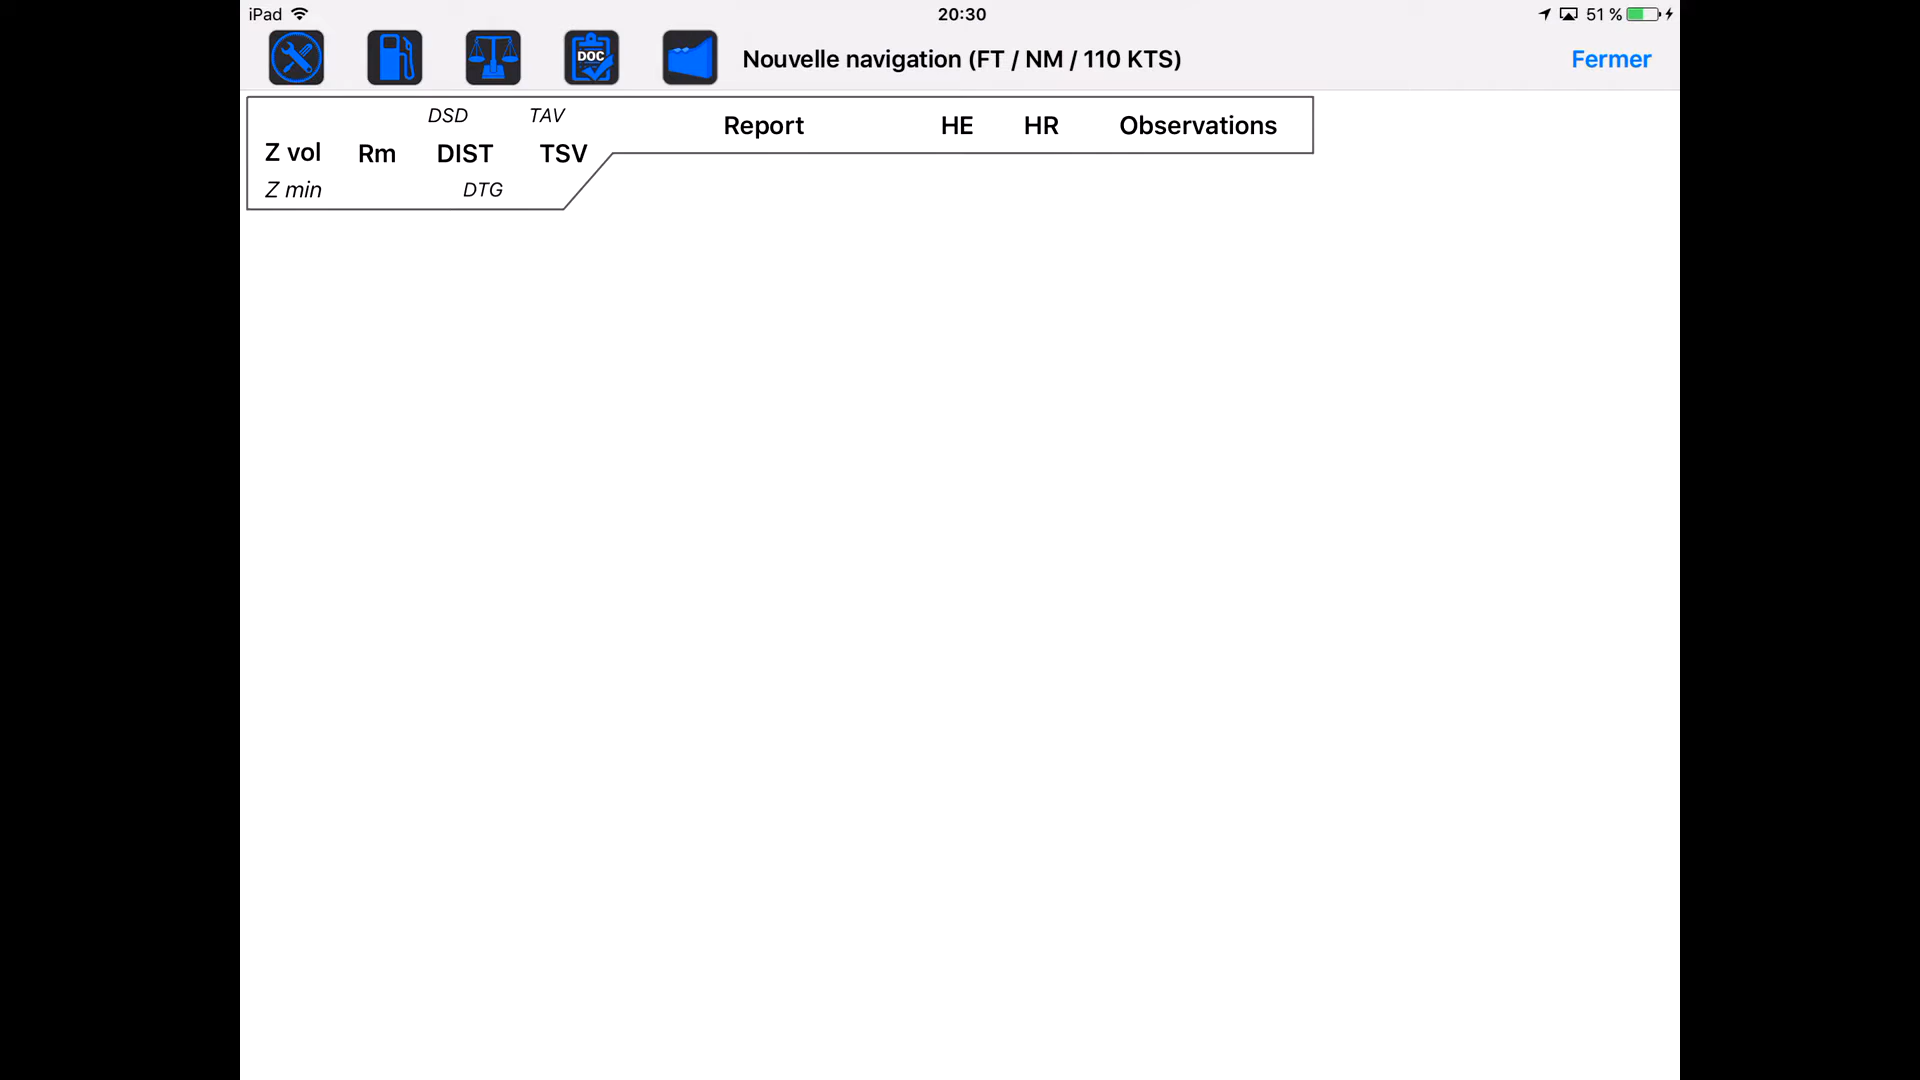 iPad 20:30 51 %
DOC
Nouvelle navigation (FT / NM / 110 KTS) Fermer
DSD TAV
Report HE HR Observations
Z vol Rm DIST TSV
Z min DTG